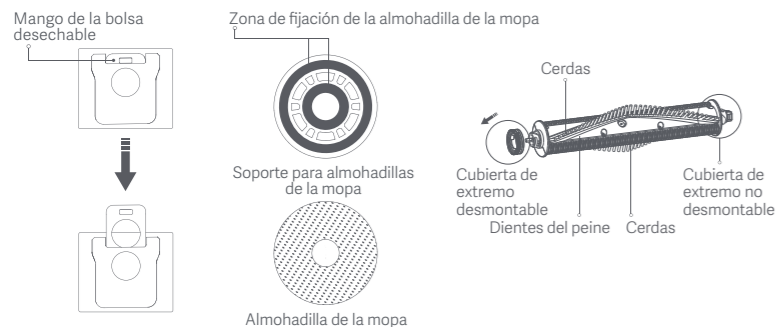 Mango de la bolsa
desechable
Zona de fijación de la almohadilla de la mopa
Soporte para almohadillas
de la mopa
Almohadilla de la mopa
Cerdas
Cubierta de
extremo
desmontable
Dientes del peine
Cerdas
Cubierta de
extremo no
desmontable